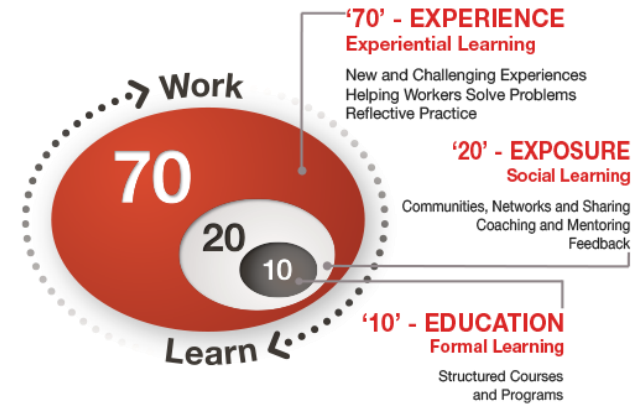 '70' - EXPERIENCE
Experiential Learning
New and Challenging Experiences
Helping Workers Solve Problems
Reflective Practice
Work
70
'20' - EXPOSURE
Social Learning
Communities, Networks and Sharing
Coaching and Mentoring
Feedback
20
10
'10' - EDUCATION
Formal Learning
Structured Courses
and Programs
Learn